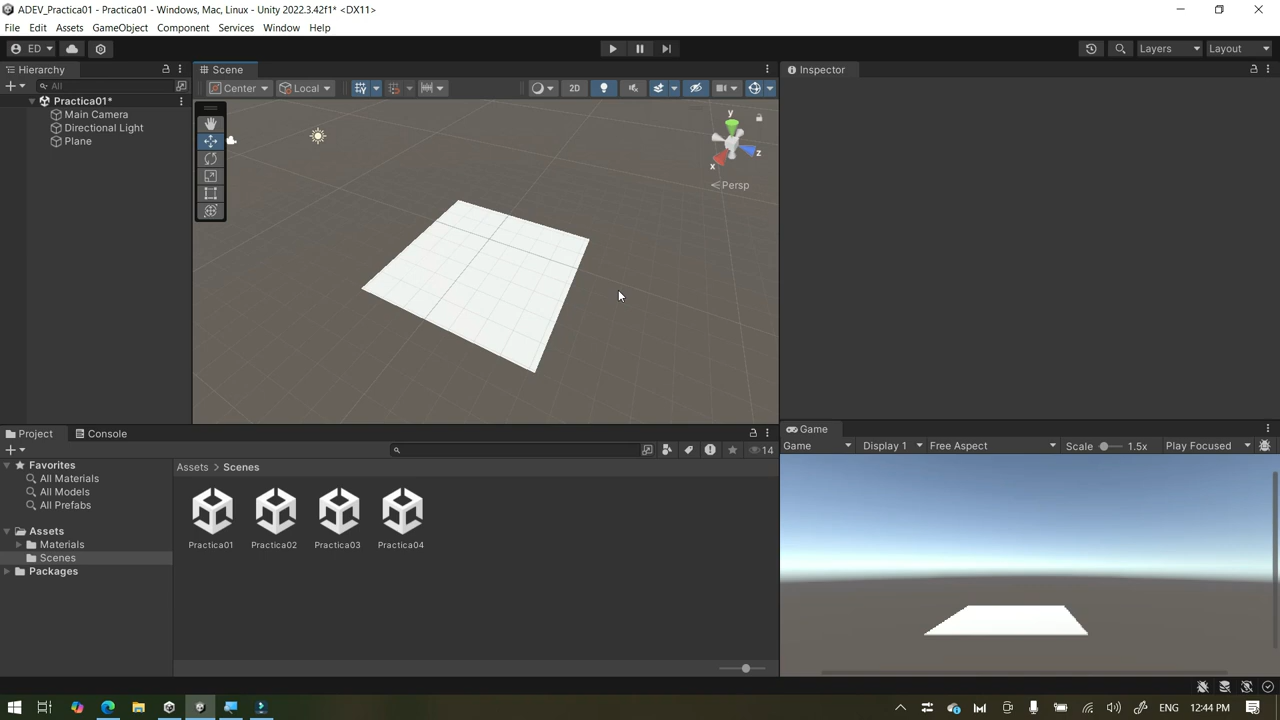 ADEV_Practica01 - Practica01 - Windows, Mac, Linux - Unity 2022.3.42f1* <DX11>
File Edit Assets GameObject Component Services Window Help
ED Layers Layout
Hierarchy Scene Inspector
All Center Local 2D
Practica01*
Main Camera
Directional Light
Plane
y
z
x
Persp
Project Console Game
Game Display 1 Free Aspect Scale 1.5x Play Focused
14
Favorites Assets > Scenes
All Materials
All Models
All Prefabs
Assets
Materials Practica01 Practica02 Practica03 Practica04
Scenes
Packages
ENG 12:44 PM